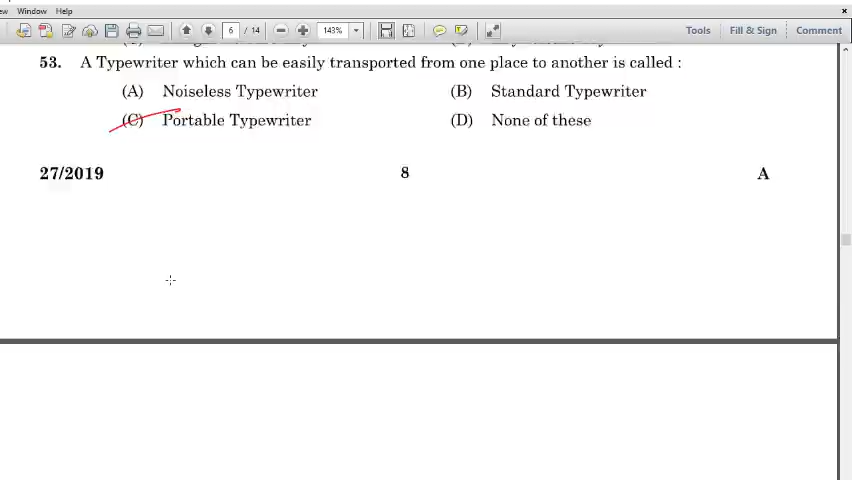 Window Help
6 / 14 143% Tools Fill & Sign Comment
53. A Typewriter which can be easily transported from one place to another is called :
(A) Noiseless Typewriter (B) Standard Typewriter
(C) Portable Typewriter (D) None of these
27/2019 8 A